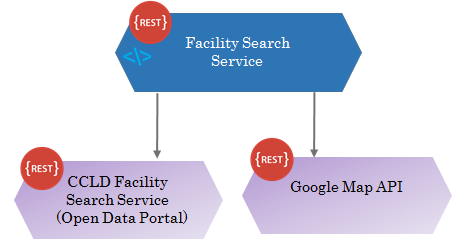 {REST}
Facility Search
Service
</>
{REST}
CCLD Facility
Search Service
(Open Data Portal)
{REST}
Google Map API